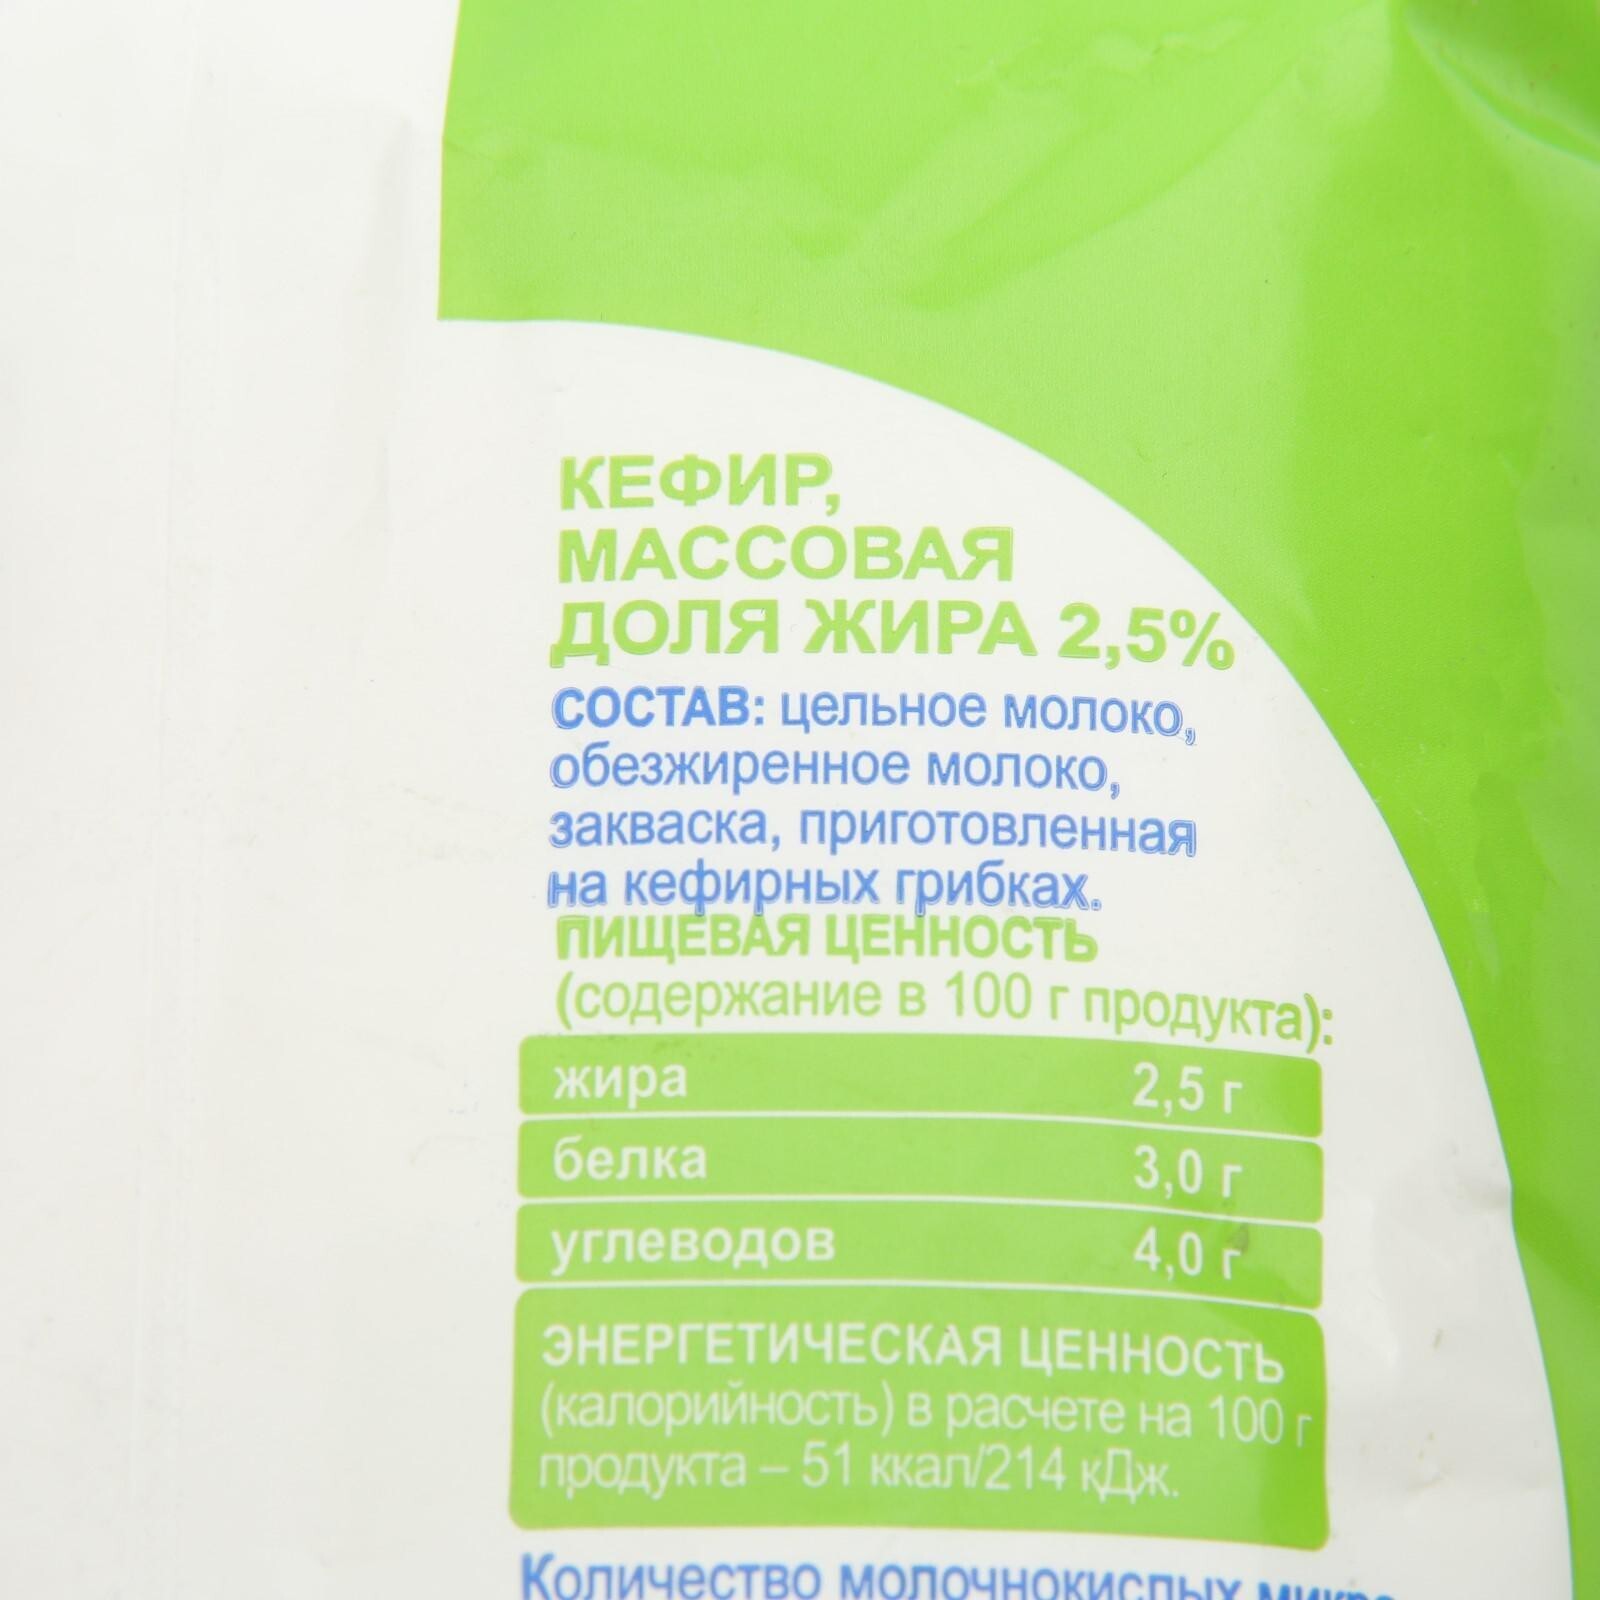 КЕФИР,
МАССОВАЯ
ДОЛЯ ЖИРА 2,5%
СОСТАВ: цельное молоко,
обезжиренное молоко,
закваска, приготовленная
на кефирных грибках.
ПИЩЕВАЯ ЦЕННОСТЬ
(содержание в 100 г продукта):
жира 2,5 г
белка 3,0 г
углеводов 4,0 г
ЭНЕРГЕТИЧЕСКАЯ ЦЕННОСТЬ
(калорийность) в расчете на 100 г
продукта – 51 ккал/214 кДж.
Количество молочнокислых